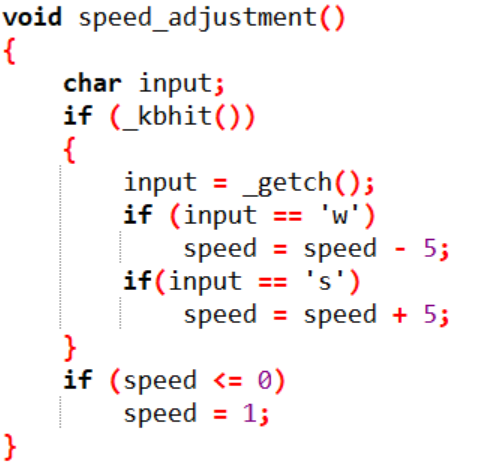 void speed_adjustment()
{
    char input;
    if (_kbhit())
    {
        input = _getch();
        if (input == 'w')
            speed = speed - 5;
        if(input == 's')
            speed = speed + 5;
    }
    if (speed <= 0)
        speed = 1;
}